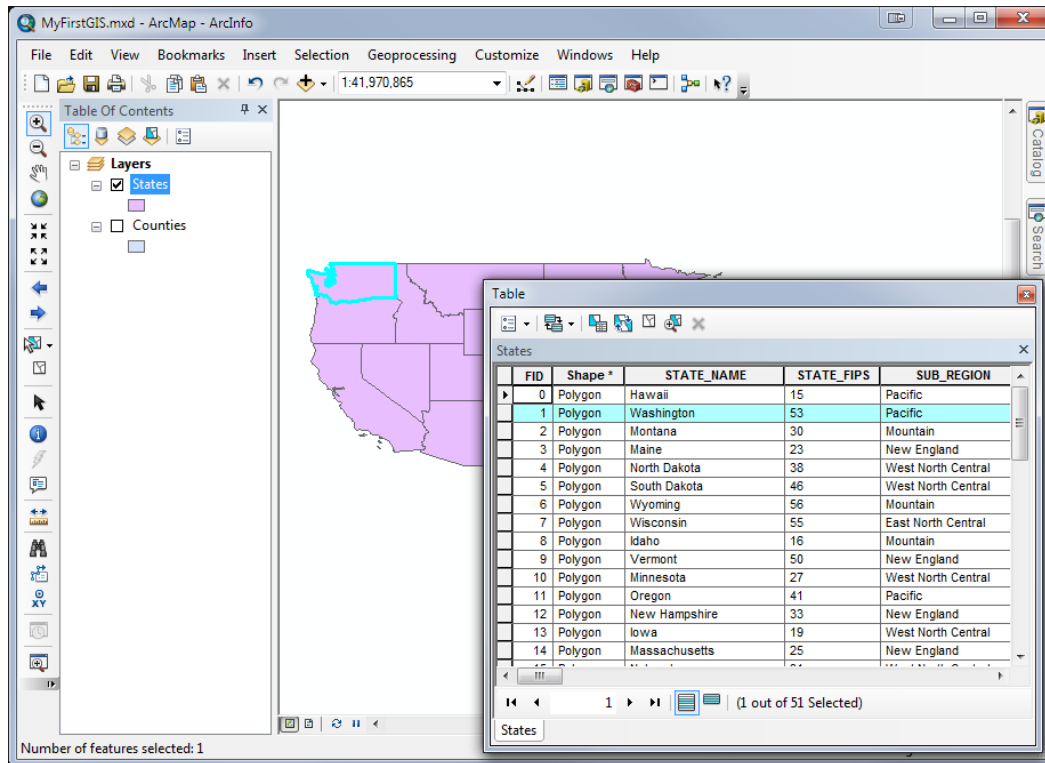 MyFirstGIS.mxd - ArcMap - ArcInfo
File Edit View Bookmarks Insert Selection Geoprocessing Customize Windows Help
1:41,970,865
Table Of Contents
Layers
States
Counties
Catalog
Search
XY
Table
States
FID Shape * STATE_NAME STATE_FIPS SUB_REGION
0 Polygon Hawaii 15 Pacific
1 Polygon Washington 53 Pacific
2 Polygon Montana 30 Mountain
3 Polygon Maine 23 New England
4 Polygon North Dakota 38 West North Central
5 Polygon South Dakota 46 West North Central
6 Polygon Wyoming 56 Mountain
7 Polygon Wisconsin 55 East North Central
8 Polygon Idaho 16 Mountain
9 Polygon Vermont 50 New England
10 Polygon Minnesota 27 West North Central
11 Polygon Oregon 41 Pacific
12 Polygon New Hampshire 33 New England
13 Polygon Iowa 19 West North Central
14 Polygon Massachusetts 25 New England
1 (1 out of 51 Selected)
States
Number of features selected: 1